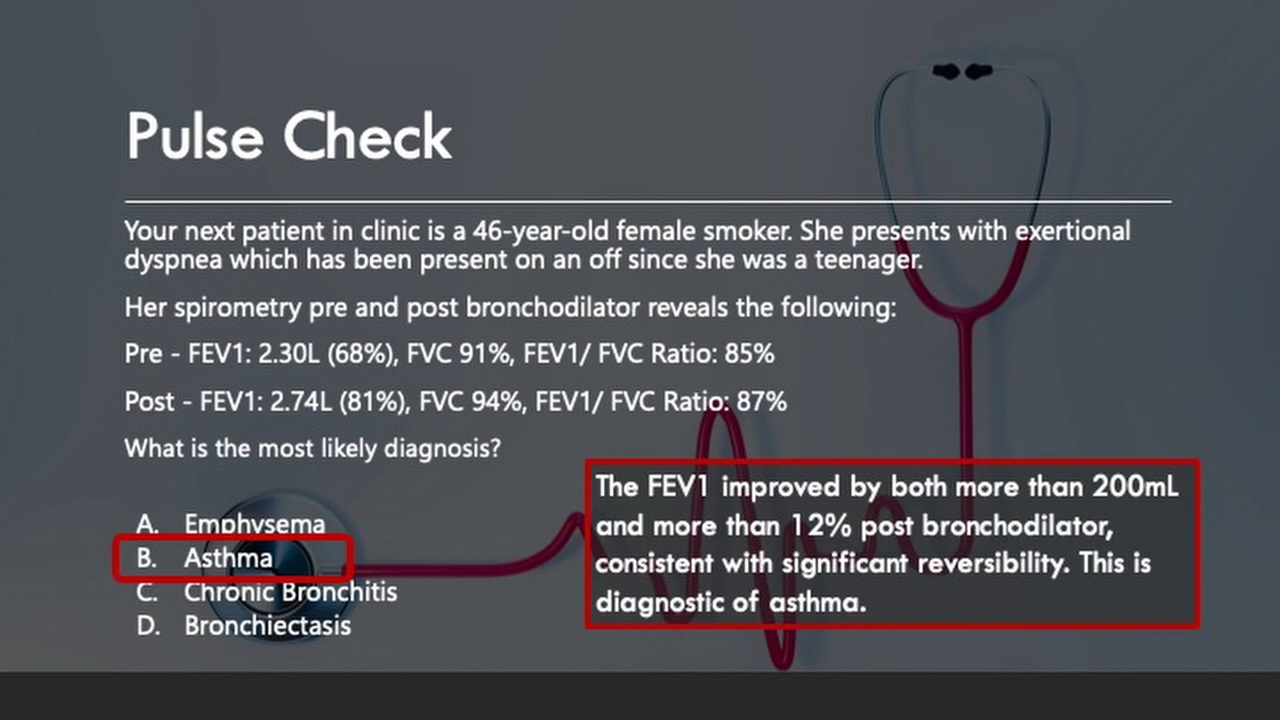 Pulse Check
Your next patient in clinic is a 46-year-old female smoker. She presents with exertional
dyspnea which has been present on an off since she was a teenager.
Her spirometry pre and post bronchodilator reveals the following:
Pre - FEV1: 2.30L (68%), FVC 91%, FEV1/ FVC Ratio: 85%
Post - FEV1: 2.74L (81%), FVC 94%, FEV1/ FVC Ratio: 87%
What is the most likely diagnosis?
A. Emphysema
B. Asthma
C. Chronic Bronchitis
D. Bronchiectasis
The FEV1 improved by both more than 200mL
and more than 12% post bronchodilator,
consistent with significant reversibility. This is
diagnostic of asthma.